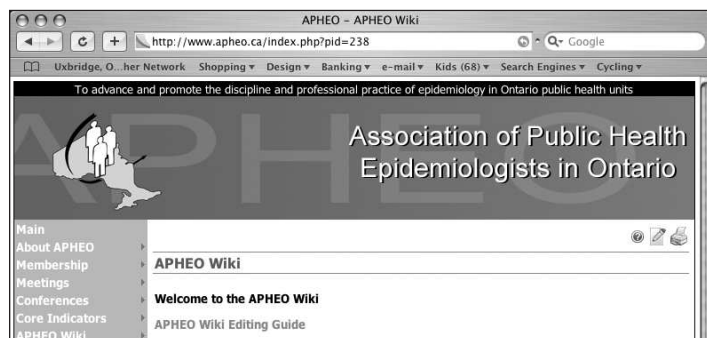 APHEO – APHEO Wiki
http://www.apheo.ca/index.php?pid=238
Q- Google
Uxbridge, O...her Network Shopping Design Banking e-mail Kids (68) Search Engines Cycling
To advance and promote the discipline and professional practice of epidemiology in Ontario public health units
APHEO
Association of Public Health
Epidemiologists in Ontario
Main
About APHEO
Membership
Meetings
Conferences
Core Indicators
APHEO Wiki
APHEO Wiki
Welcome to the APHEO Wiki
APHEO Wiki Editing Guide